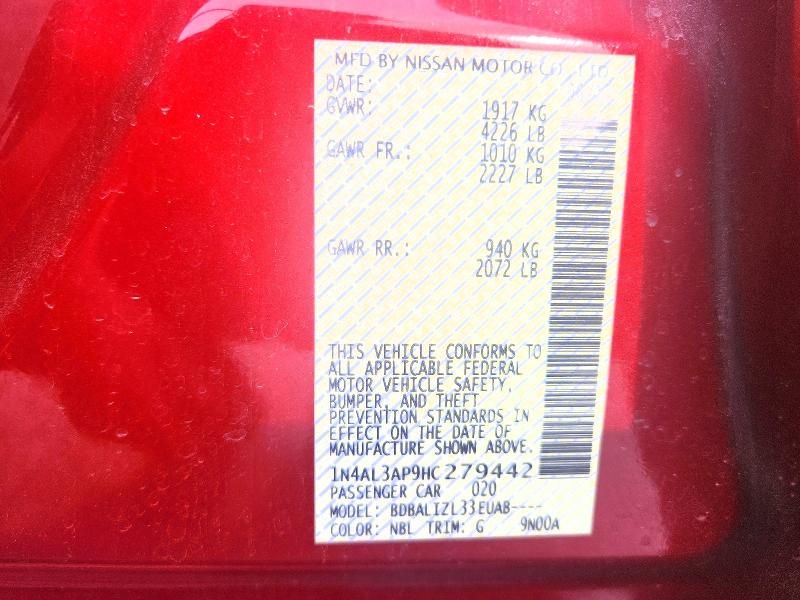 MFD BY NISSAN MOTOR CO., LTD.
DATE:
GVWR: 1917 KG
4226 LB
GAWR FR.: 1010 KG
2227 LB
GAWR RR.: 940 KG
2072 LB
THIS VEHICLE CONFORMS TO
ALL APPLICABLE FEDERAL
MOTOR VEHICLE SAFETY,
BUMPER, AND THEFT
PREVENTION STANDARDS IN
EFFECT ON THE DATE OF
MANUFACTURE SHOWN ABOVE.
1N4AL3AP9HC 279442
PASSENGER CAR 020
MODEL: BDBALIZL33EUAB----
COLOR: NBL TRIM: G 9N00A